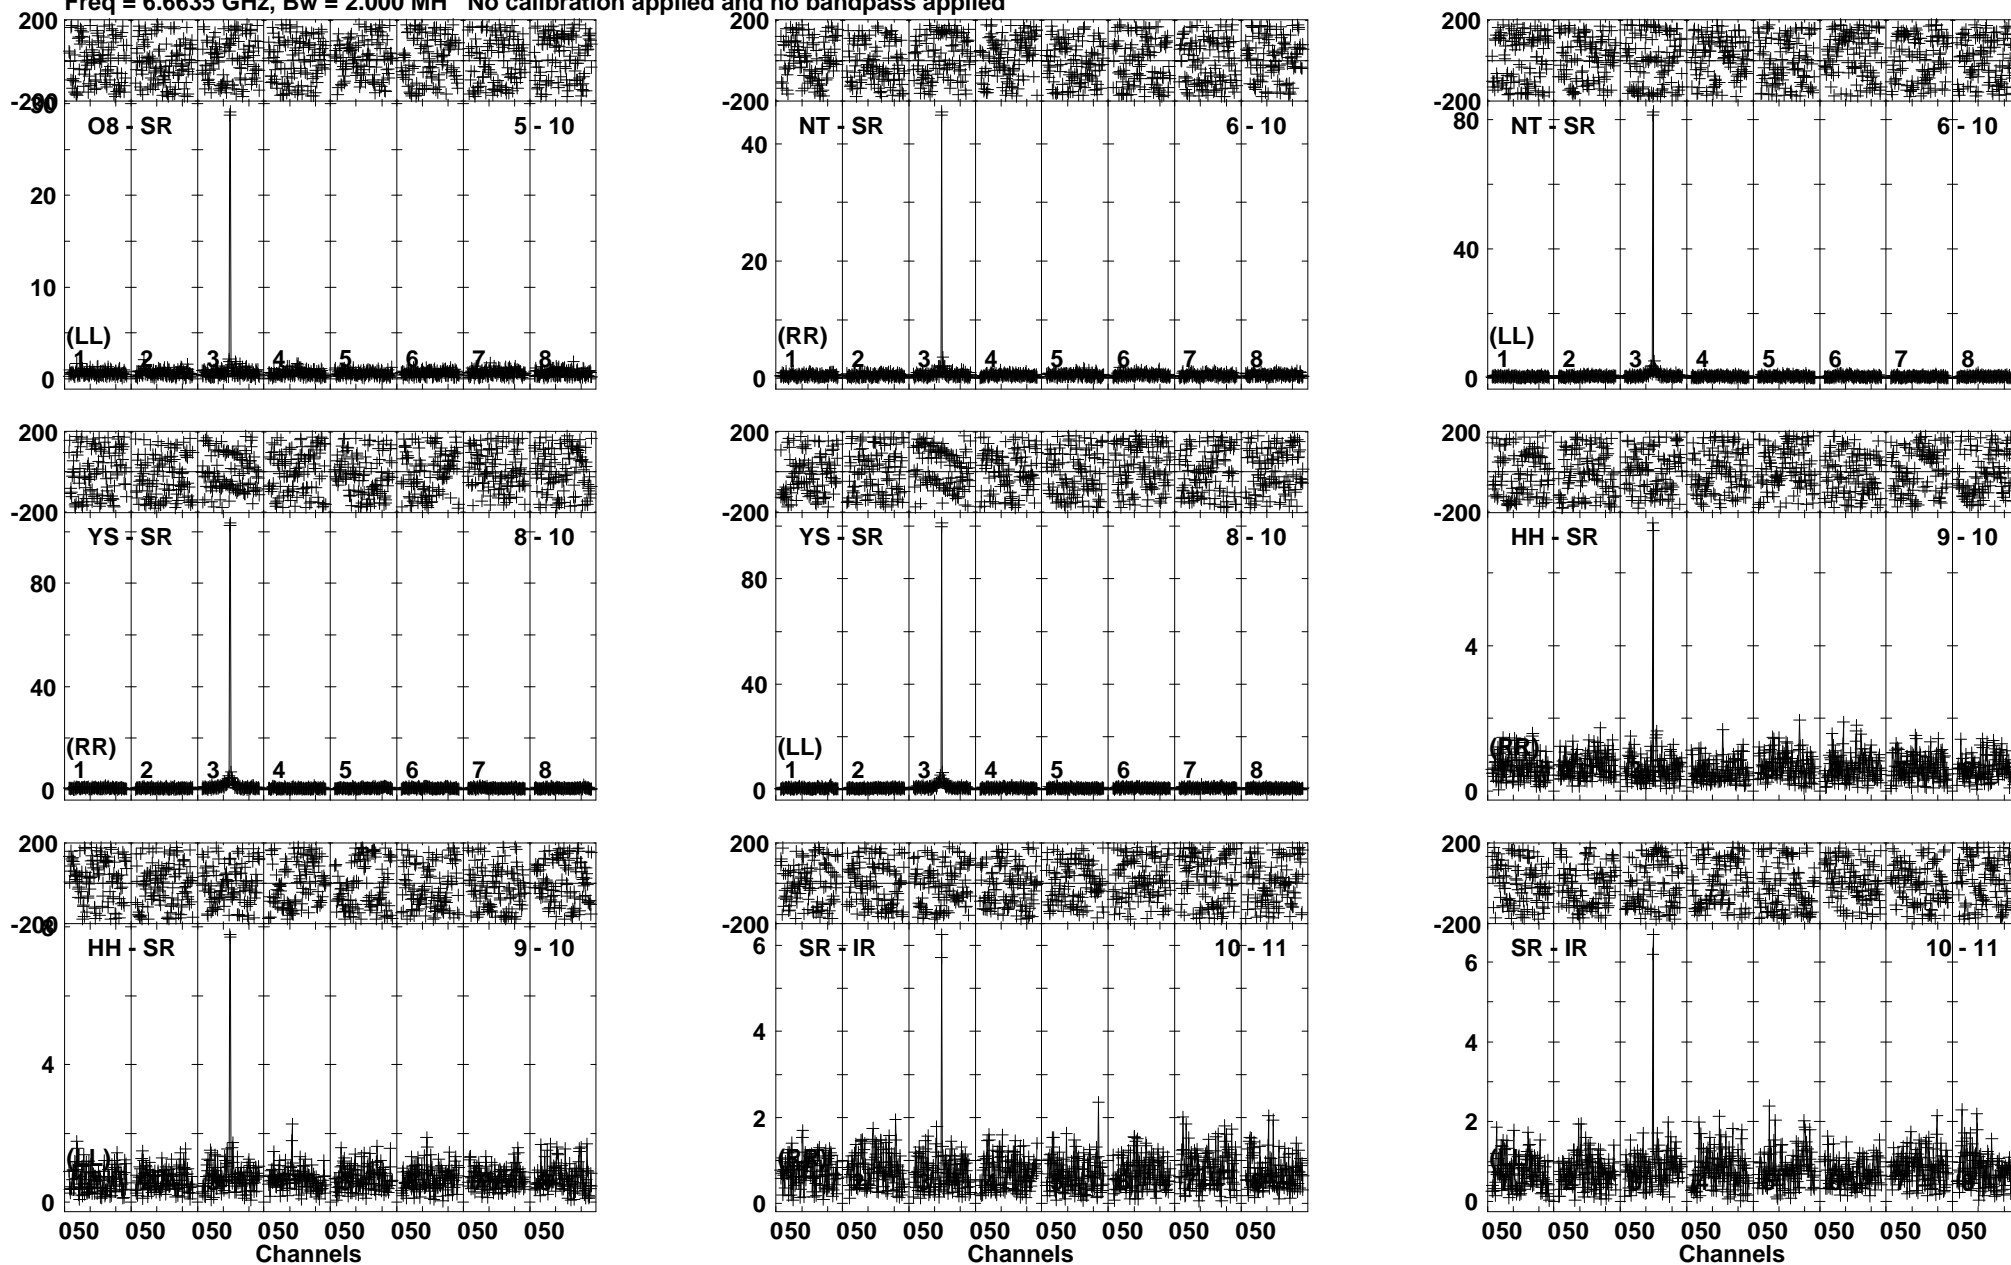 Freq = 6.6635 GHz, Bw = 2.000 MH No calibration applied and no bandpass applied
200 200 200
-200 -200 -200
30 O8 - SR 5 - 10 NT - SR 6 - 10 80 NT - SR 6 - 10
40
20 40
20
10
(LL) (RR) (LL)
1 2 3 4 5 6 7 8 1 2 3 4 5 6 7 8 1 2 3 4 5 6 7 8
0 0 0
200 200 200
-200 -200 -200
YS - SR 8 - 10 YS - SR 8 - 10 HH - SR 9 - 10
80 80
4
40 40
(RR) (LL) (RR)
1 2 3 4 5 6 7 8 1 2 3 4 5 6 7 8
0 0 0
200 200 200
-200 -200 -200
8 HH - SR 9 - 10 6 SR - IR 10 - 11 6 SR - IR 10 - 11
4 4 4
2 2
(LL) (RR)
0 0 0
050 050 050 050 050 050 050 050 050 050 050 050 050 050 050 050 050 050 050 050 050 050 050 050
Channels Channels Channels